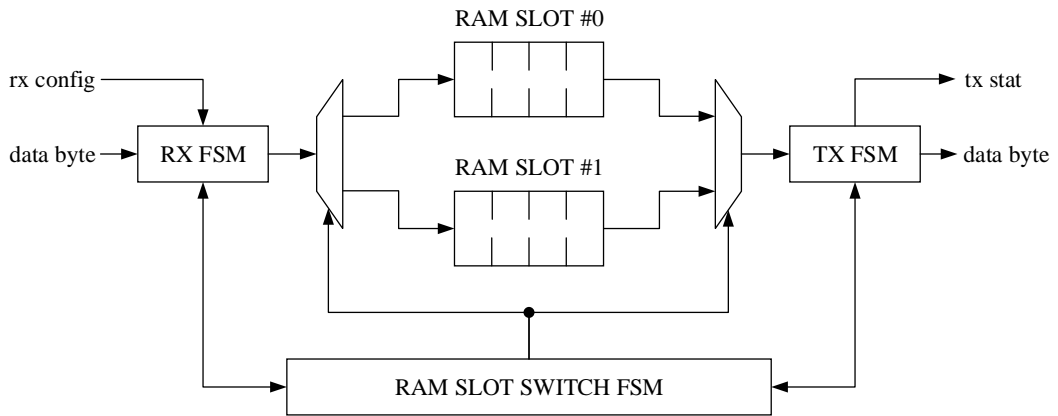 RAM SLOT #0
rx config
tx stat
data byte
RX FSM
TX FSM
data byte
RAM SLOT #1
RAM SLOT SWITCH FSM